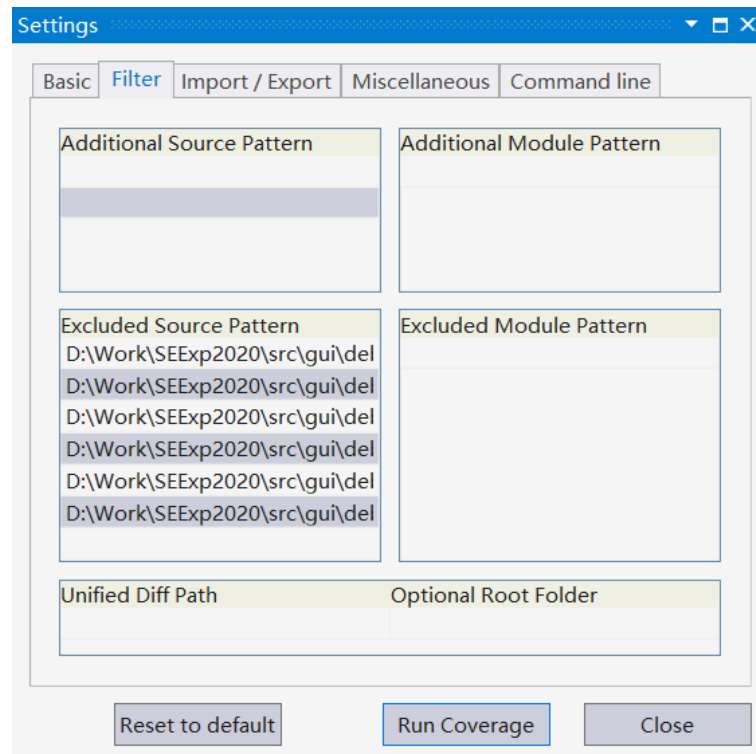 Settings
Basic Filter Import / Export Miscellaneous Command line
Additional Source Pattern
Additional Module Pattern
Excluded Source Pattern
D:\Work\SEExp2020\src\gui\del
D:\Work\SEExp2020\src\gui\del
D:\Work\SEExp2020\src\gui\del
D:\Work\SEExp2020\src\gui\del
D:\Work\SEExp2020\src\gui\del
D:\Work\SEExp2020\src\gui\del
Excluded Module Pattern
Unified Diff Path Optional Root Folder
Reset to default Run Coverage Close